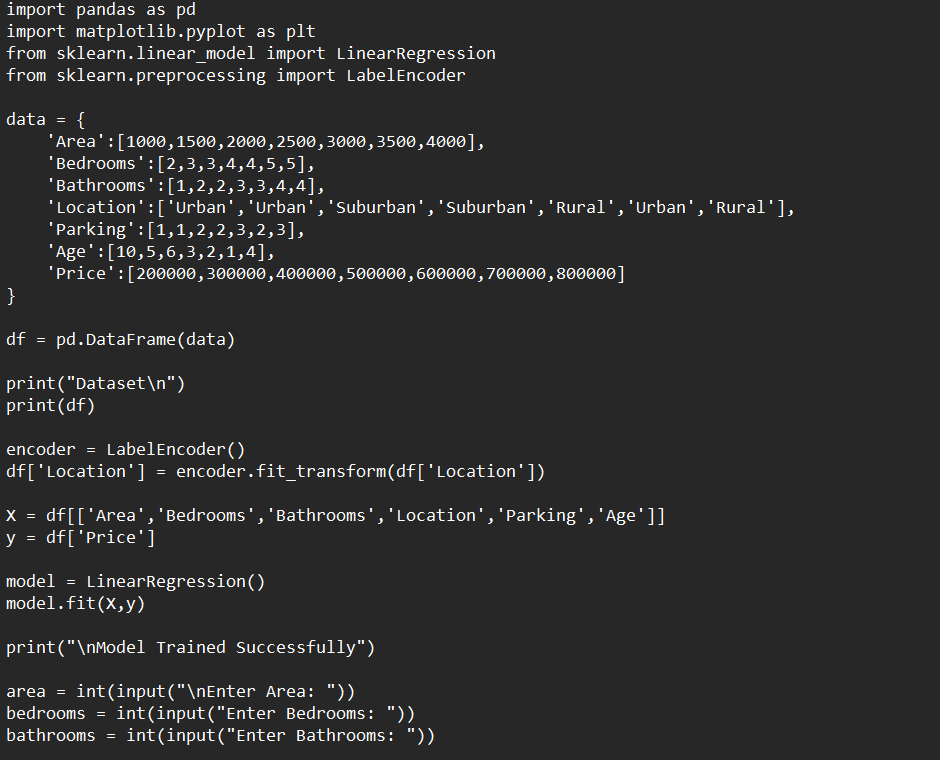 import pandas as pd
import matplotlib.pyplot as plt
from sklearn.linear_model import LinearRegression
from sklearn.preprocessing import LabelEncoder

data = {
    'Area':[1000,1500,2000,2500,3000,3500,4000],
    'Bedrooms':[2,3,3,4,4,5,5],
    'Bathrooms':[1,2,2,3,3,4,4],
    'Location':['Urban','Urban','Suburban','Suburban','Rural','Urban','Rural'],
    'Parking':[1,1,2,2,3,2,3],
    'Age':[10,5,6,3,2,1,4],
    'Price':[200000,300000,400000,500000,600000,700000,800000]
}

df = pd.DataFrame(data)

print("Dataset\n")
print(df)

encoder = LabelEncoder()
df['Location'] = encoder.fit_transform(df['Location'])

X = df[['Area','Bedrooms','Bathrooms','Location','Parking','Age']]
y = df['Price']

model = LinearRegression()
model.fit(X,y)

print("\nModel Trained Successfully")

area = int(input("\nEnter Area: "))
bedrooms = int(input("Enter Bedrooms: "))
bathrooms = int(input("Enter Bathrooms: "))